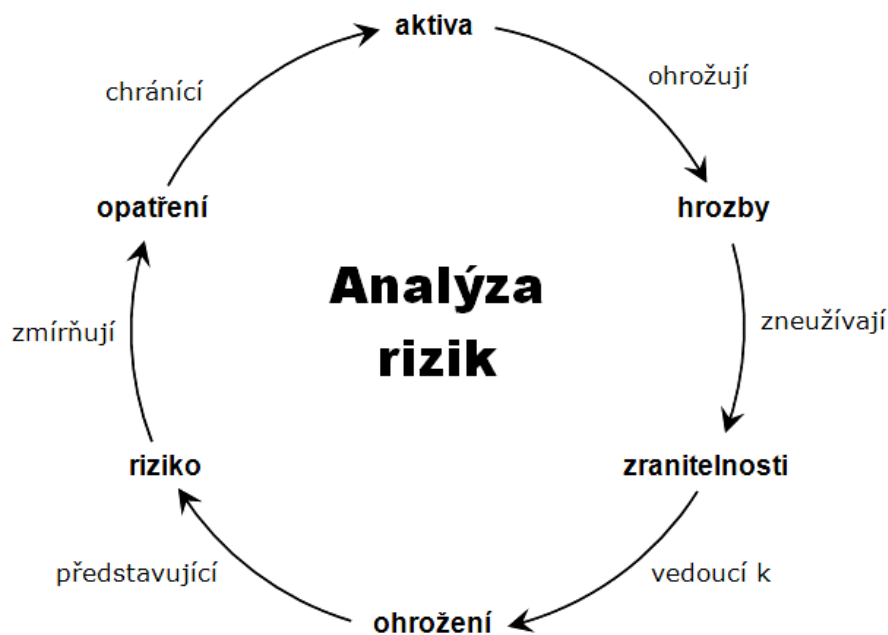 aktiva
ohrožují
hrozby
zneužívají
zranitelnosti
vedoucí k
ohrožení
představující
riziko
zmírňují
opatření
chránící
Analýza
rizik